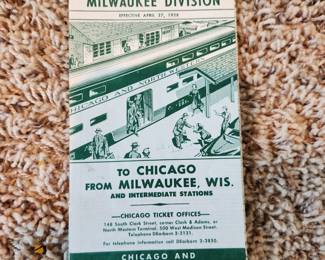 MILWAUKEE DIVISION
EFFECTIVE APRIL 27, 1958
CHICAGO AND NORTH WESTERN
TO CHICAGO
FROM MILWAUKEE, WIS.
AND INTERMEDIATE STATIONS
—CHICAGO TICKET OFFICES—
148 South Clark Street, corner Clark & Adams, or
North Western Terminal, 500 West Madison Street.
Telephone DEarborn 2-2121.
For telephone information call DEarborn 2-2850.
CHICAGO AND